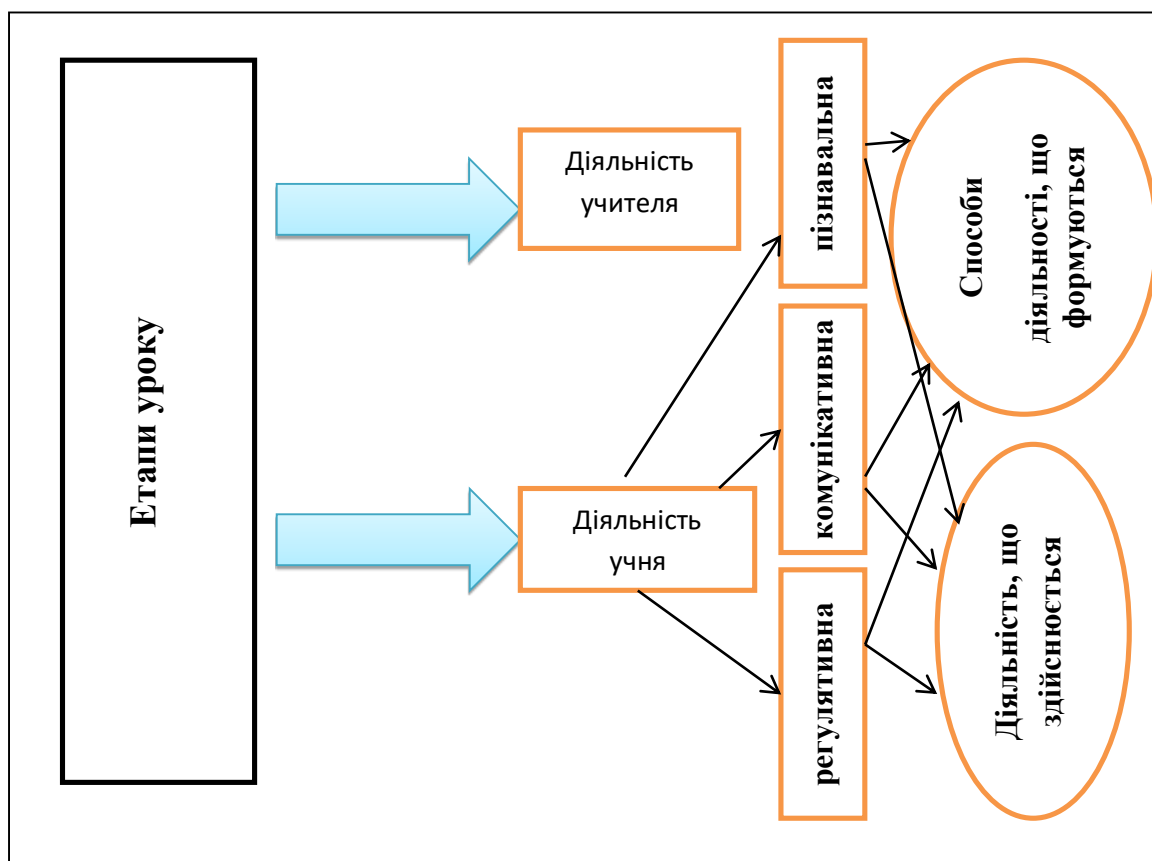 Етапи уроку
Діяльність
учителя
Діяльність
учня
пізнавальна
комунікативна
регулятивна
Способи
діяльності, що
формуються
Діяльність, що
здійснюється